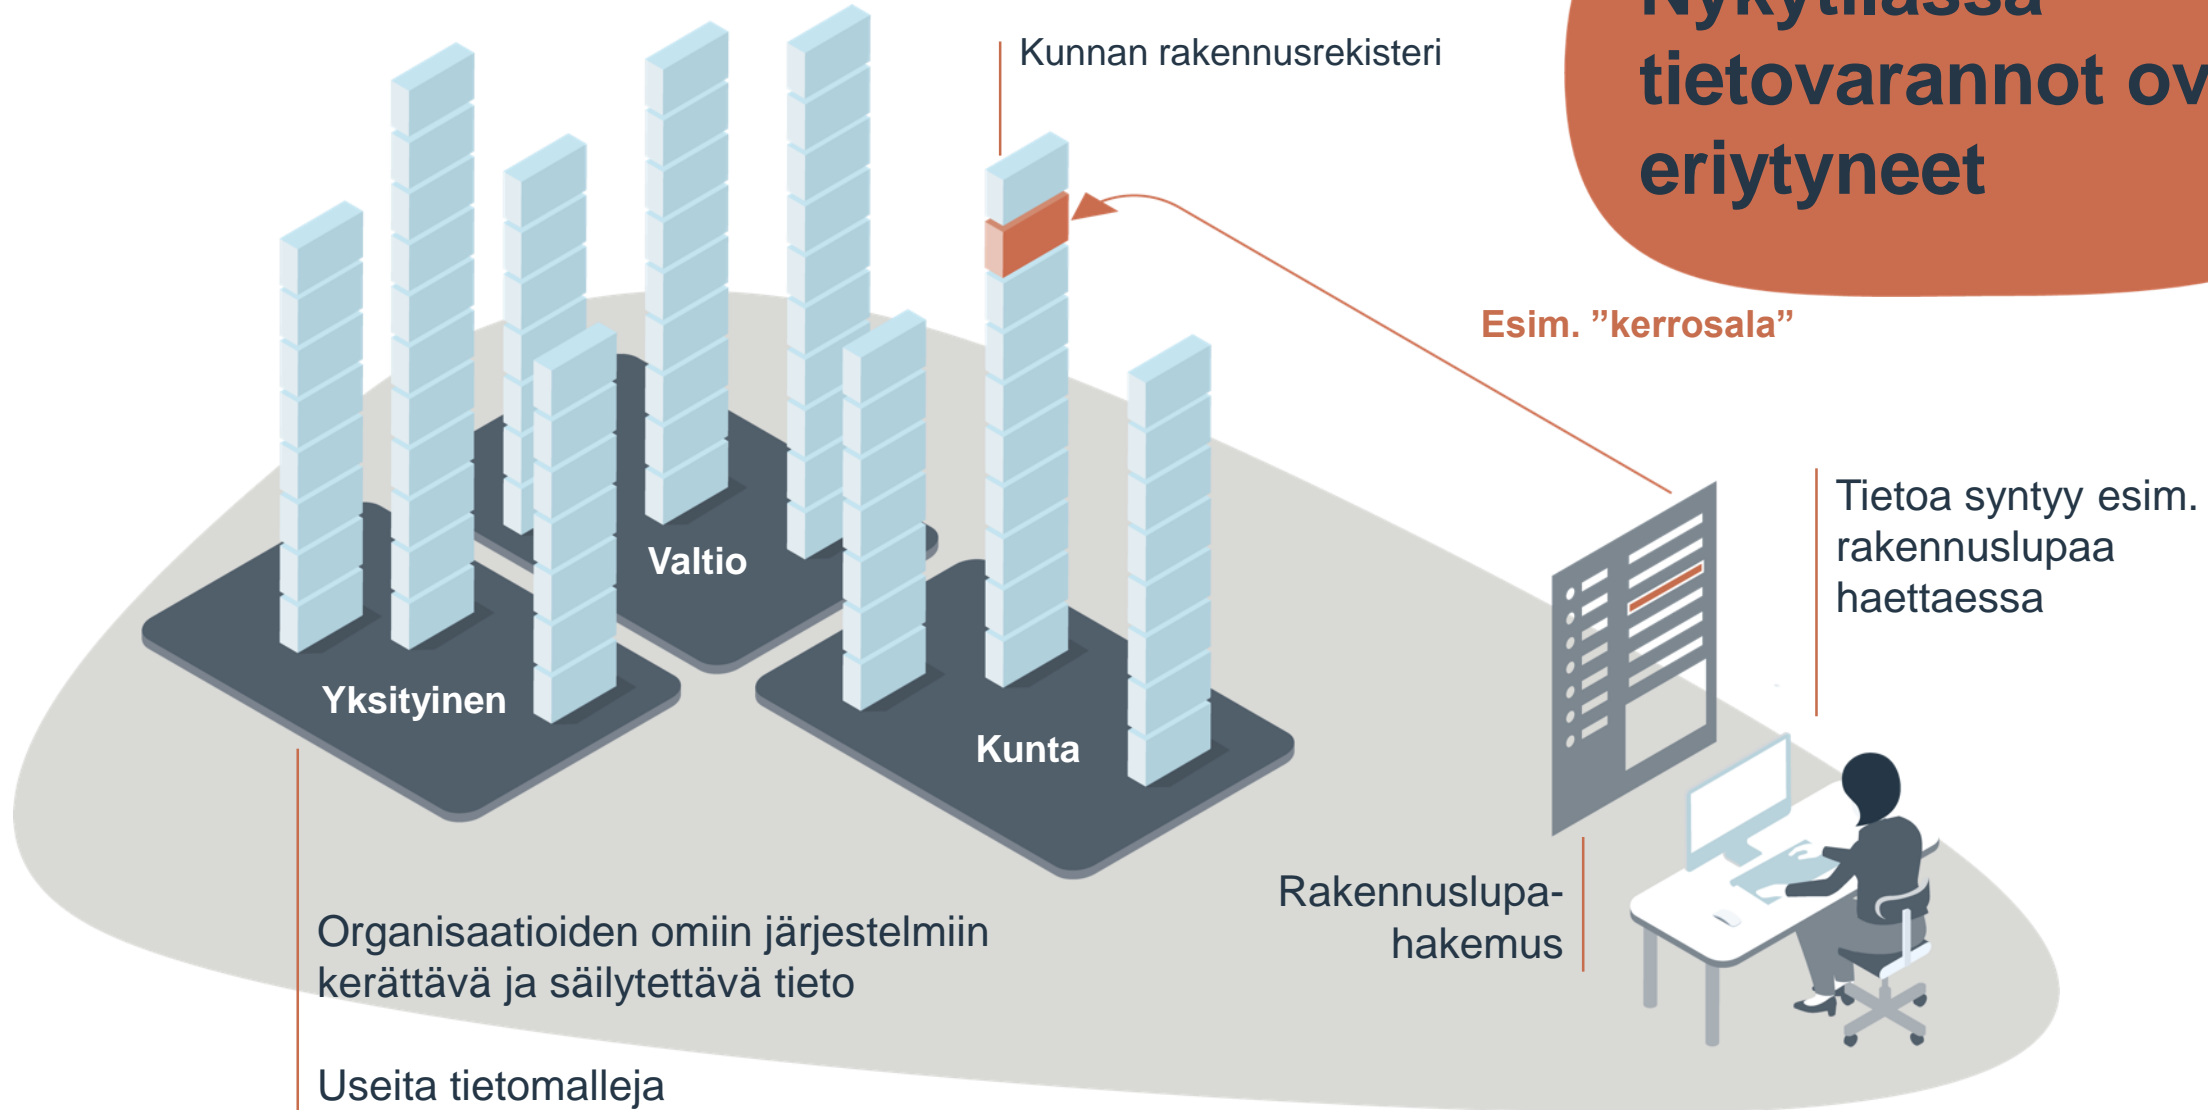 Nykytilassa
tietovarannot ov
eriytyneet
Kunnan rakennusrekisteri
Esim. ”kerrosala”
Tietoa syntyy esim.
rakennuslupaa
haettaessa
Valtio
Yksityinen
Kunta
Rakennuslupa-
hakemus
Organisaatioiden omiin järjestelmiin
kerättävä ja säilytettävä tieto
Useita tietomalleja